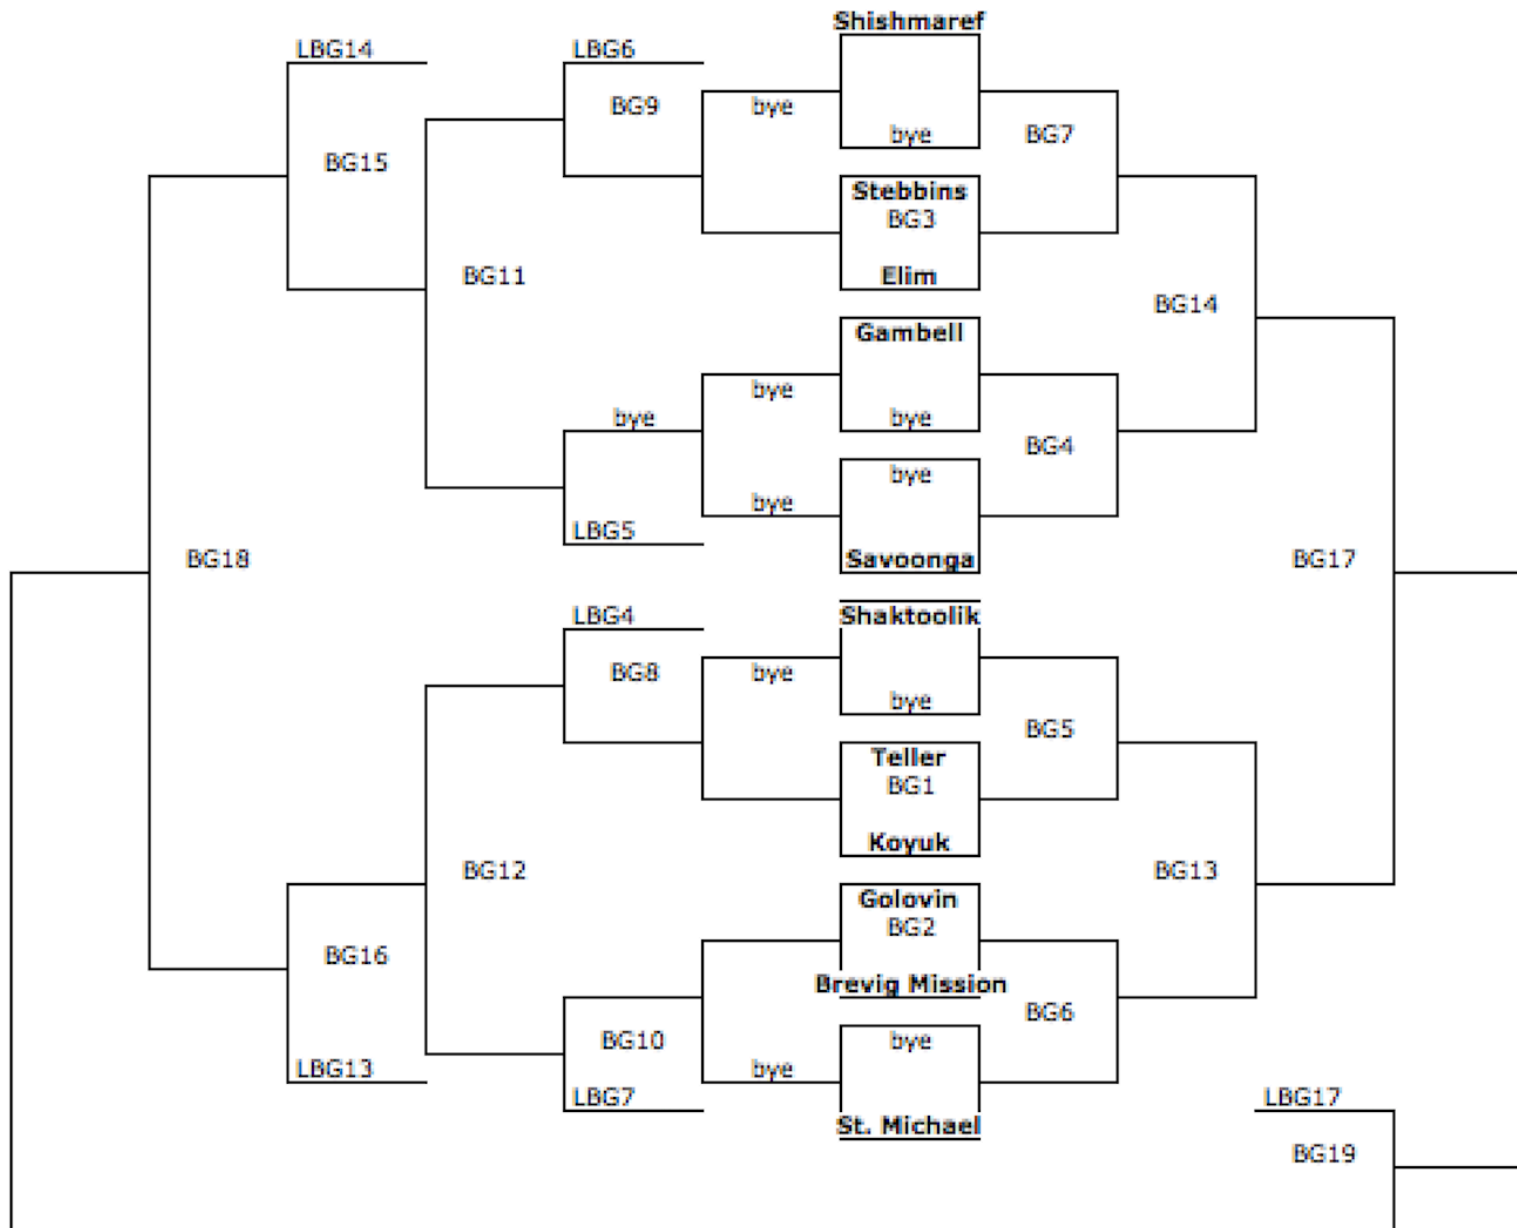 Shishmaref
LBG14
LBG6
BG9
bye
bye
BG7
BG15
Stebbins
BG3
BG11
Elim
BG14
Gambell
bye
bye
bye
BG4
bye
bye
LBG5
BG18
Savoonga
BG17
LBG4
Shaktoolik
BG8
bye
bye
BG5
Teller
BG1
Koyuk
BG12
BG13
Golovin
BG2
BG16
Brevig Mission
BG6
BG10
bye
LBG13
bye
LBG7
LBG17
St. Michael
BG19